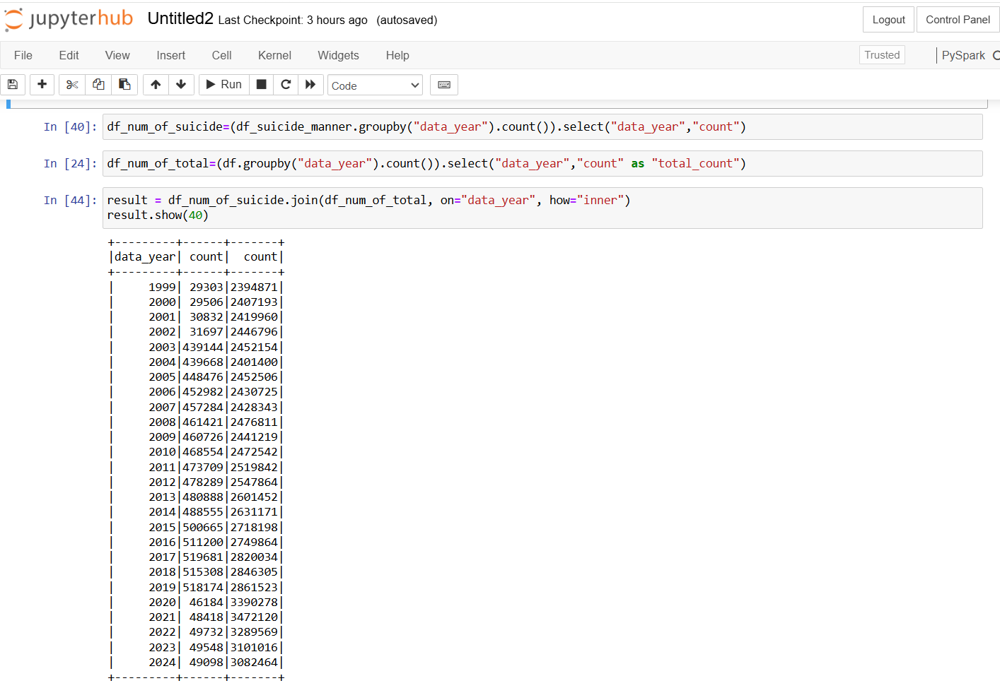 jupyterhub Untitled2 Last Checkpoint: 3 hours ago (autosaved) Logout Control Panel
File Edit View Insert Cell Kernel Widgets Help Trusted PySpark
Run Code
In [40]: df_num_of_suicide=(df_suicide_manner.groupby("data_year").count()).select("data_year","count")
In [24]: df_num_of_total=(df.groupby("data_year").count()).select("data_year","count" as "total_count")
In [44]: result = df_num_of_suicide.join(df_num_of_total, on="data_year", how="inner")
result.show(40)
+---------+------+-------+
|data_year| count|  count|
+---------+------+-------+
|     1999| 29303|2394871|
|     2000| 29506|2407193|
|     2001| 30832|2419960|
|     2002| 31697|2446796|
|     2003|439144|2452154|
|     2004|439668|2401400|
|     2005|448476|2452506|
|     2006|452982|2430725|
|     2007|457284|2428343|
|     2008|461421|2476811|
|     2009|460726|2441219|
|     2010|468554|2472542|
|     2011|473709|2519842|
|     2012|478289|2547864|
|     2013|480888|2601452|
|     2014|488555|2631171|
|     2015|500665|2718198|
|     2016|511200|2749864|
|     2017|519681|2820034|
|     2018|515308|2846305|
|     2019|518174|2861523|
|     2020| 46184|3390278|
|     2021| 48418|3472120|
|     2022| 49732|3289569|
|     2023| 49548|3101016|
|     2024| 49098|3082464|
+---------+------+-------+